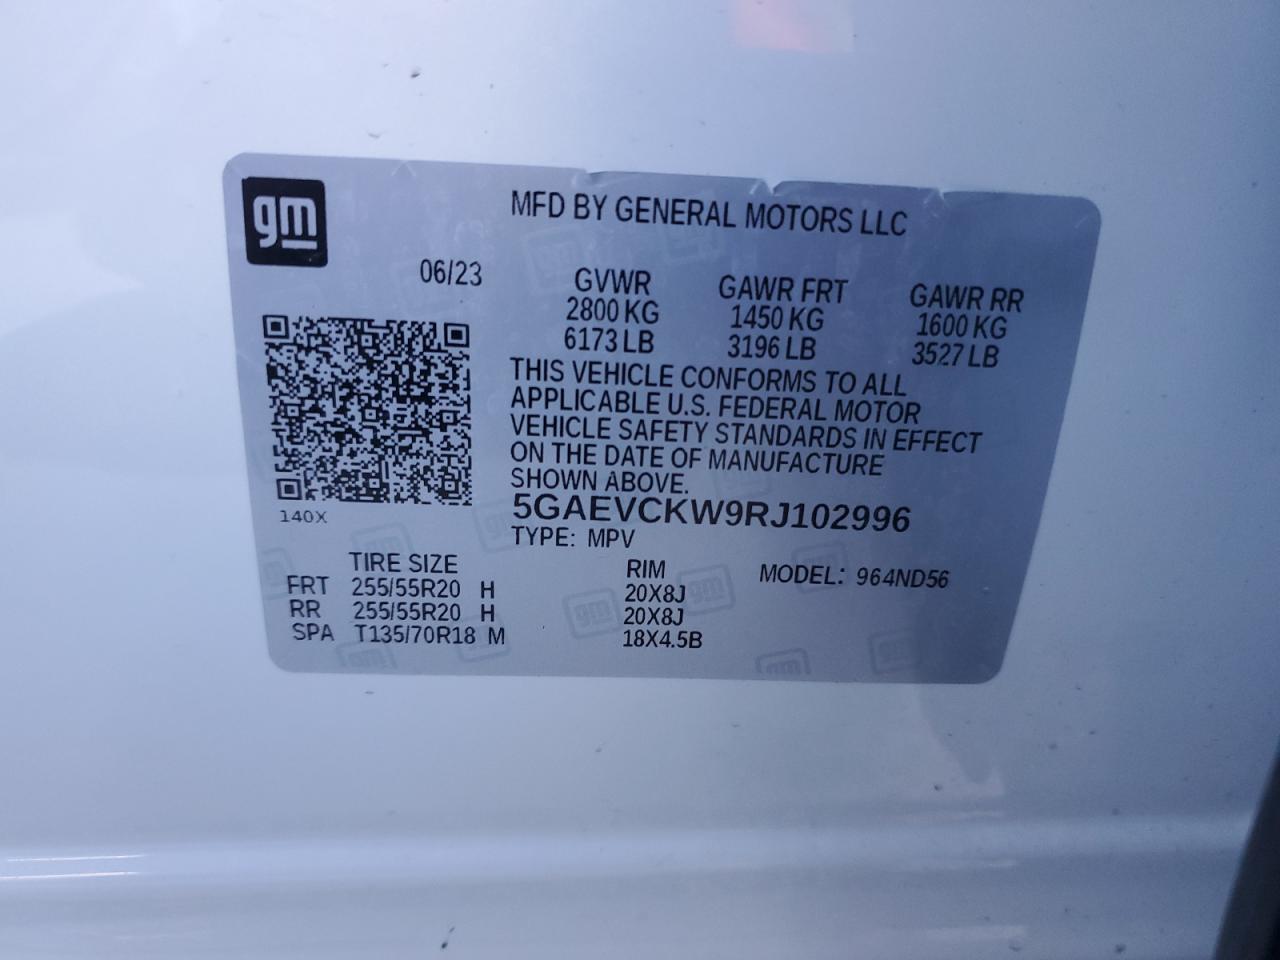 gm
MFD BY GENERAL MOTORS LLC
06/23
GVWR GAWR FRT GAWR RR
2800 KG 1450 KG 1600 KG
6173 LB 3196 LB 3527 LB
THIS VEHICLE CONFORMS TO ALL
APPLICABLE U.S. FEDERAL MOTOR
VEHICLE SAFETY STANDARDS IN EFFECT
ON THE DATE OF MANUFACTURE
SHOWN ABOVE.
140X
5GAEVCKW9RJ102996
TYPE: MPV
TIRE SIZE RIM MODEL: 964ND56
FRT 255/55R20 H 20X8J
RR 255/55R20 H 20X8J
SPA T135/70R18 M 18X4.5B